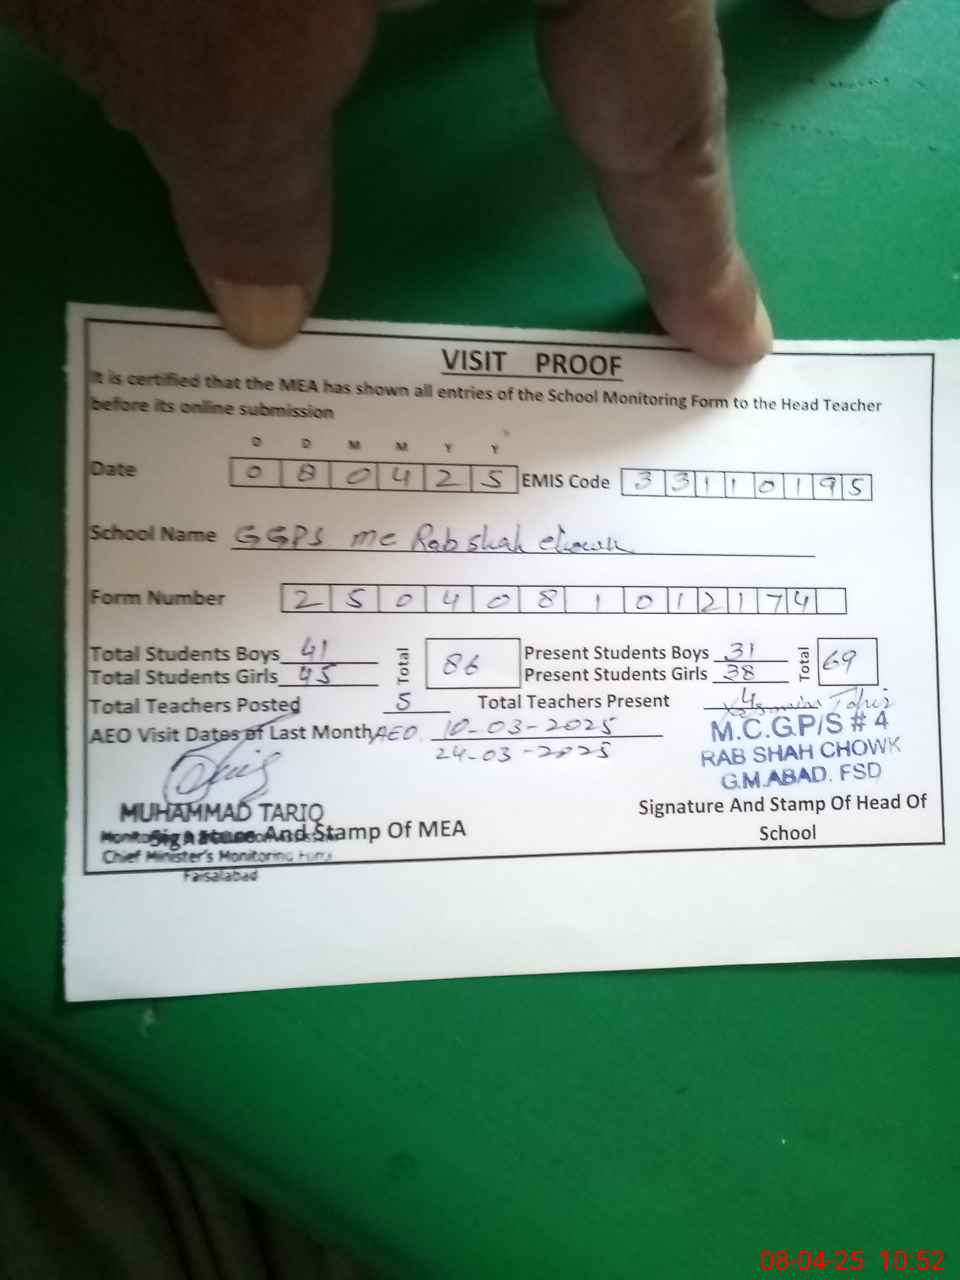 VISIT PROOF
It is certified that the MEA has shown all entries of the School Monitoring Form to the Head Teacher
before its online submission
D D M M Y Y
Date 0 8 0 4 2 5 EMIS Code 3 3 1 1 0 1 9 5
School Name GGPS mc Rab shah chowk
Form Number 2 5 0 4 0 8 1 0 1 2 1 7 4
Total Students Boys 41 Total 86 Present Students Boys 31 Total 69
Total Students Girls 45 Present Students Girls 38
Total Teachers Posted 5 Total Teachers Present 4
AEO Visit Dates of Last Month AEO 10-03-2025
24-03-2025
M.C.G.P/S # 4
RAB SHAH CHOWK
G.M.ABAD. FSD
MUHAMMAD TARIQ
Signature And Stamp Of MEA
Chief Minister's Monitoring Force
Faisalabad
Signature And Stamp Of Head Of
School
08-04-25 10:52